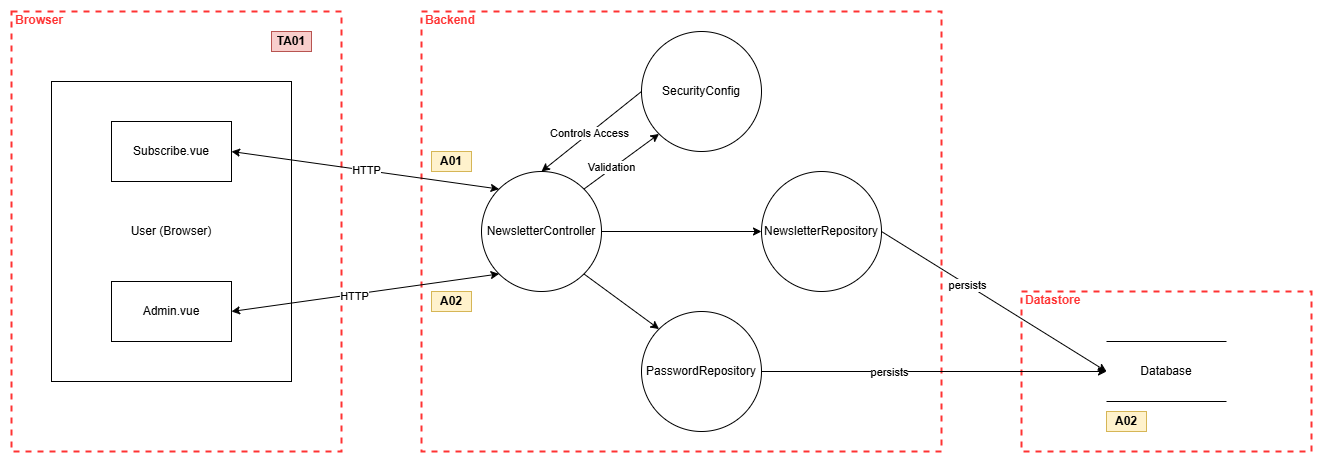 Browser
TA01
Subscribe.vue
User (Browser)
Admin.vue
HTTP
HTTP
Backend
A01
A02
SecurityConfig
Controls Access
Validation
NewsletterController
NewsletterRepository
PasswordRepository
persists
persists
Datastore
Database
A02